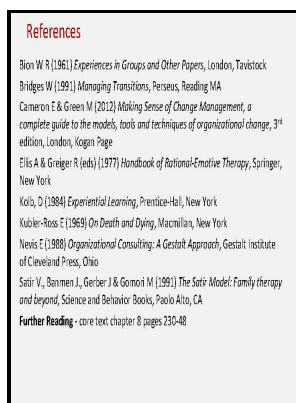 References
Bion W R (1961) Experiences in Groups and Other Papers, London, Tavistock
Bridges W (1991) Managing Transitions, Perseus, Reading MA
Cameron E & Green M (2012) Making Sense of Change Management, a
complete guide to the models, tools and techniques of organizational change, 3rd
edition, London, Kogan Page
Ellis A & Greiger R (eds) (1977) Handbook of Rational-Emotive Therapy, Springer,
New York
Kolb, D (1984) Experiential Learning, Prentice-Hall, New York
Kubler-Ross E (1969) On Death and Dying, Macmillan, New York
Nevis E (1988) Organizational Consulting: A Gestalt Approach, Gestalt Institute
of Cleveland Press, Ohio
Satir V., Banmen J., Gerber J & Gomori M (1991) The Satir Model: Family therapy
and beyond, Science and Behavior Books, Paolo Alto, CA
Further Reading - core text chapter 8 pages 230-48